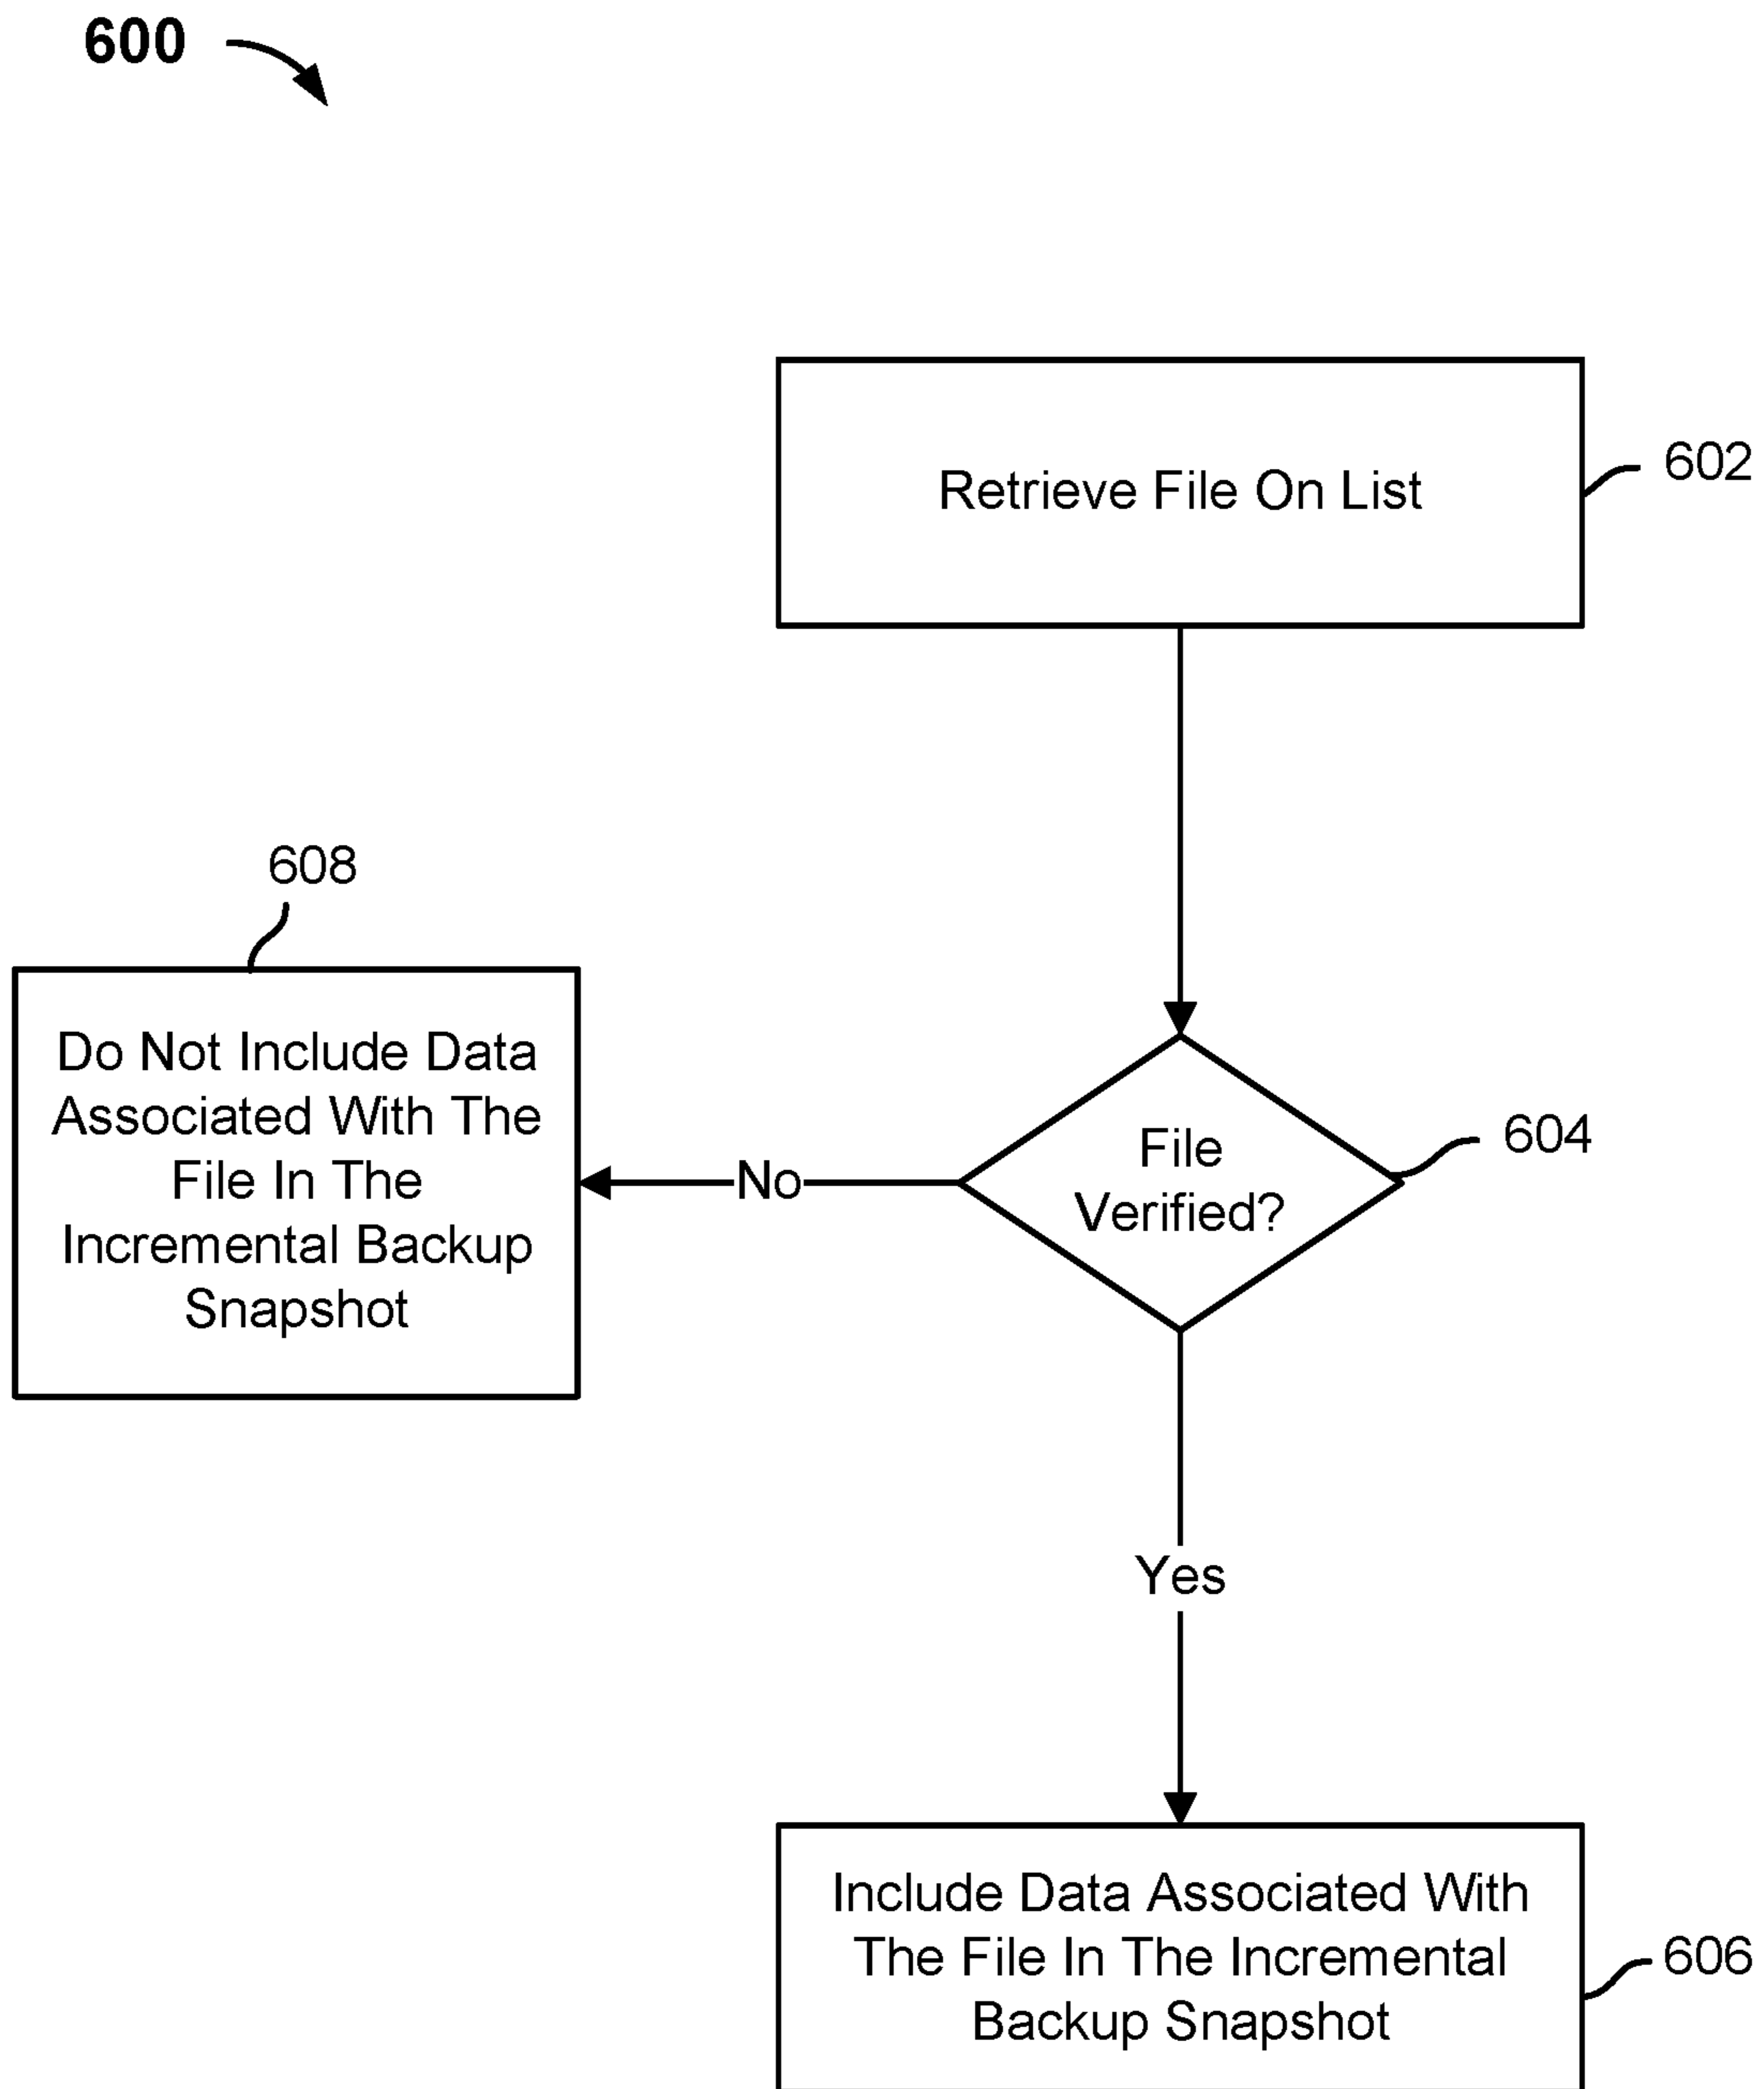 600
Retrieve File On List
602
608
Do Not Include Data
Associated With The
File In The
Incremental Backup
Snapshot
No
File
Verified?
604
Yes
Include Data Associated With
The File In The Incremental
Backup Snapshot
606